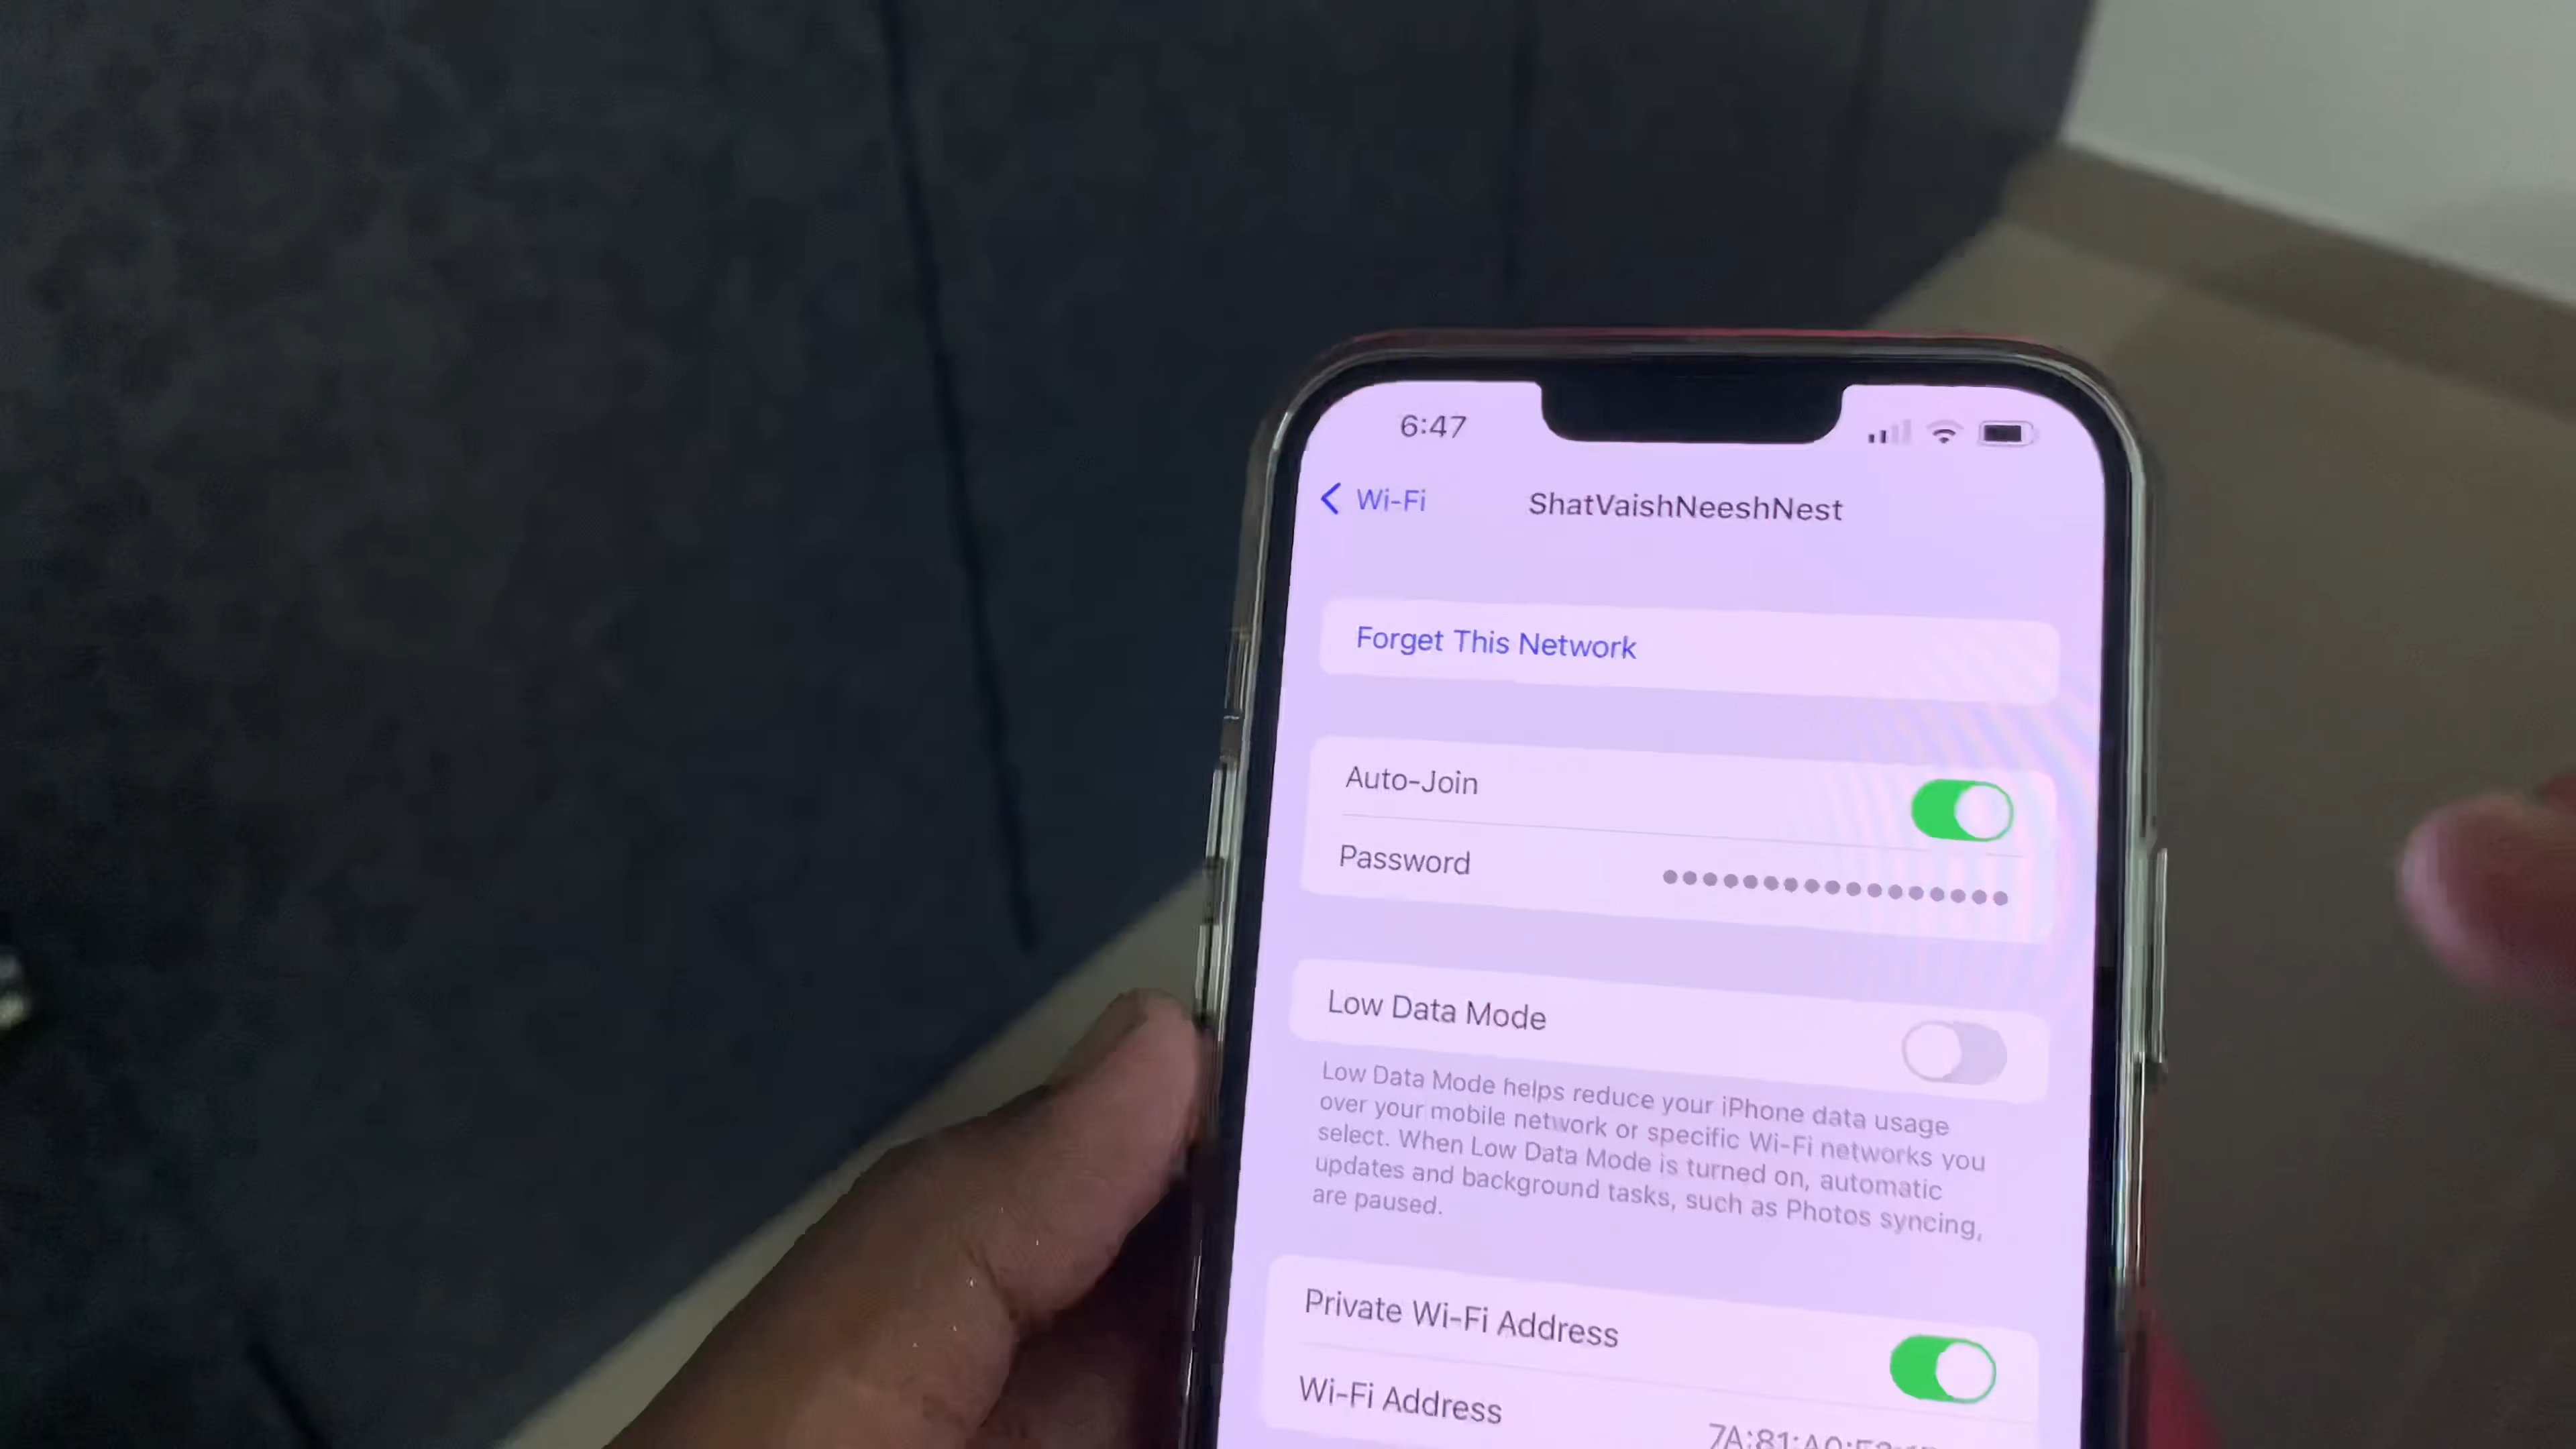 6:47
Wi-Fi
ShatVaishNeeshNest
Forget This Network
Auto-Join
Password
Low Data Mode
Low Data Mode helps reduce your iPhone data usage
over your mobile network or specific Wi-Fi networks you
select. When Low Data Mode is turned on, automatic
updates and background tasks, such as Photos syncing,
are paused.
Private Wi-Fi Address
Wi-Fi Address